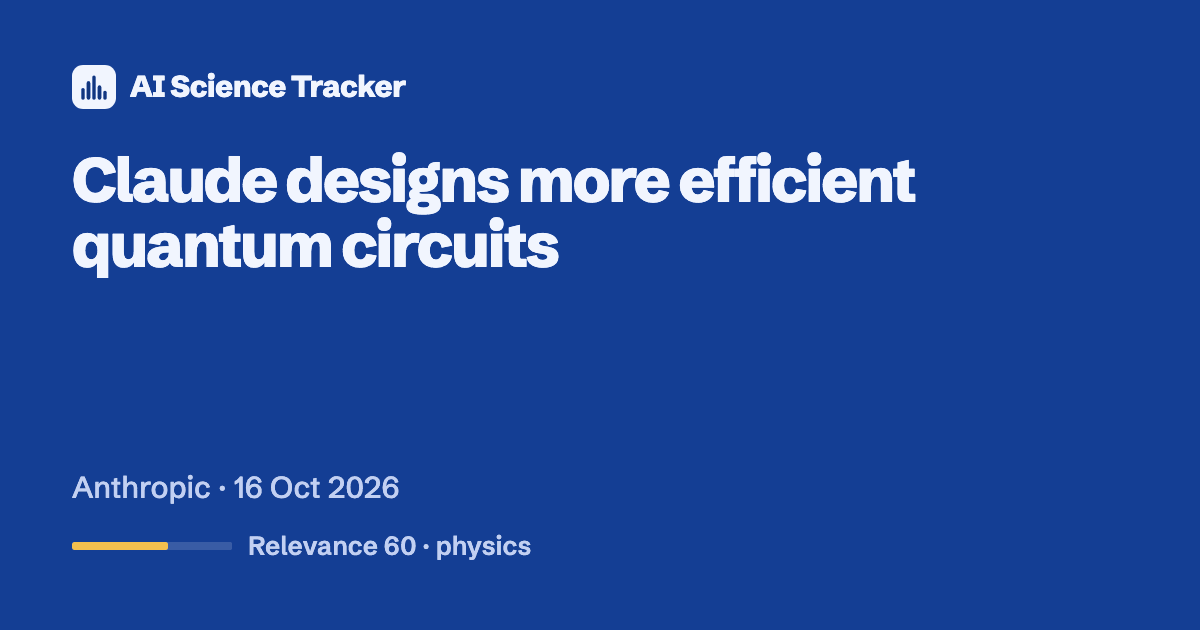 AI Science Tracker
Claude designs more efficient
quantum circuits
Anthropic · 16 Oct 2026
Relevance 60 · physics